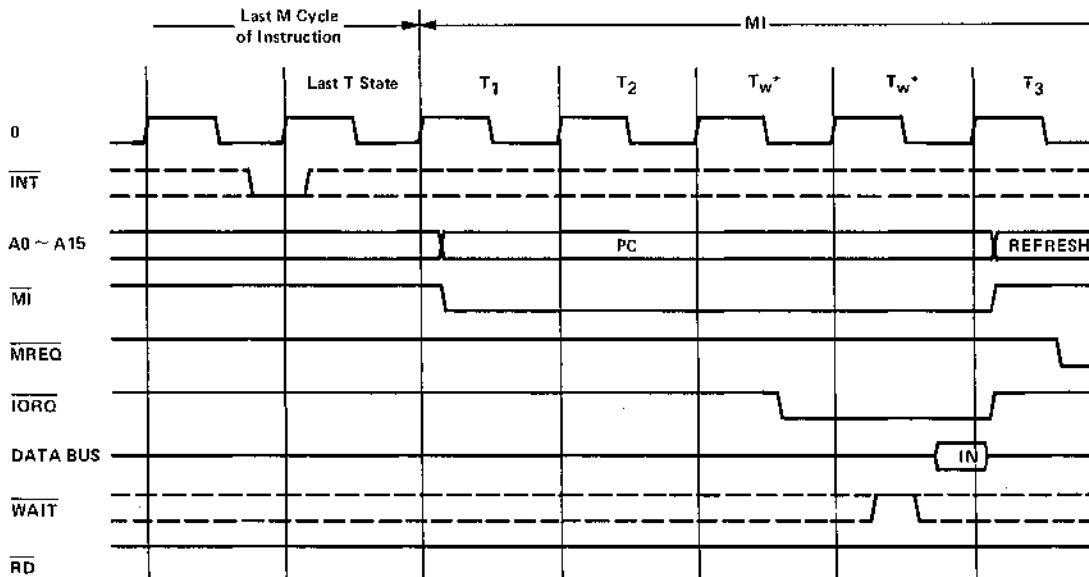 Last M Cycle
of Instruction
MI
Last T State
T1
T2
Tw*
Tw*
T3
0
INT
A0 ~ A15
PC
REFRESH
MI
MREQ
IORQ
DATA BUS
IN
WAIT
RD